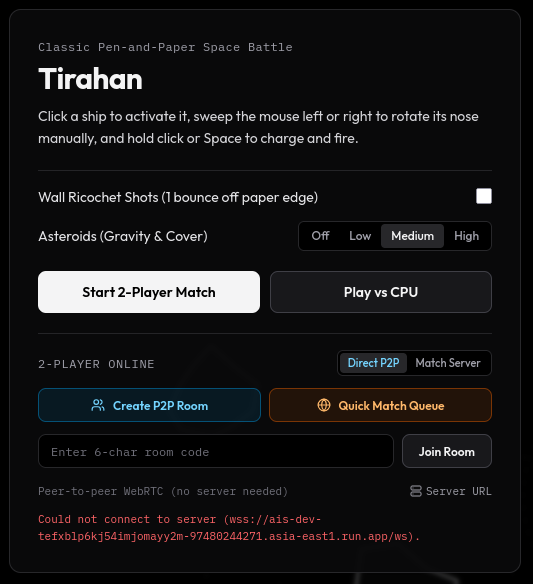 Classic Pen-and-Paper Space Battle
Tirahan
Click a ship to activate it, sweep the mouse left or right to rotate its nose
manually, and hold click or Space to charge and fire.
Wall Ricochet Shots (1 bounce off paper edge)
Asteroids (Gravity & Cover) Off Low Medium High
Start 2-Player Match Play vs CPU
2-PLAYER ONLINE Direct P2P Match Server
Create P2P Room Quick Match Queue
Enter 6-char room code Join Room
Peer-to-peer WebRTC (no server needed) Server URL
Could not connect to server (wss://ais-dev-
tefxblp6kj54imjomayy2m-97480244271.asia-east1.run.app/ws).